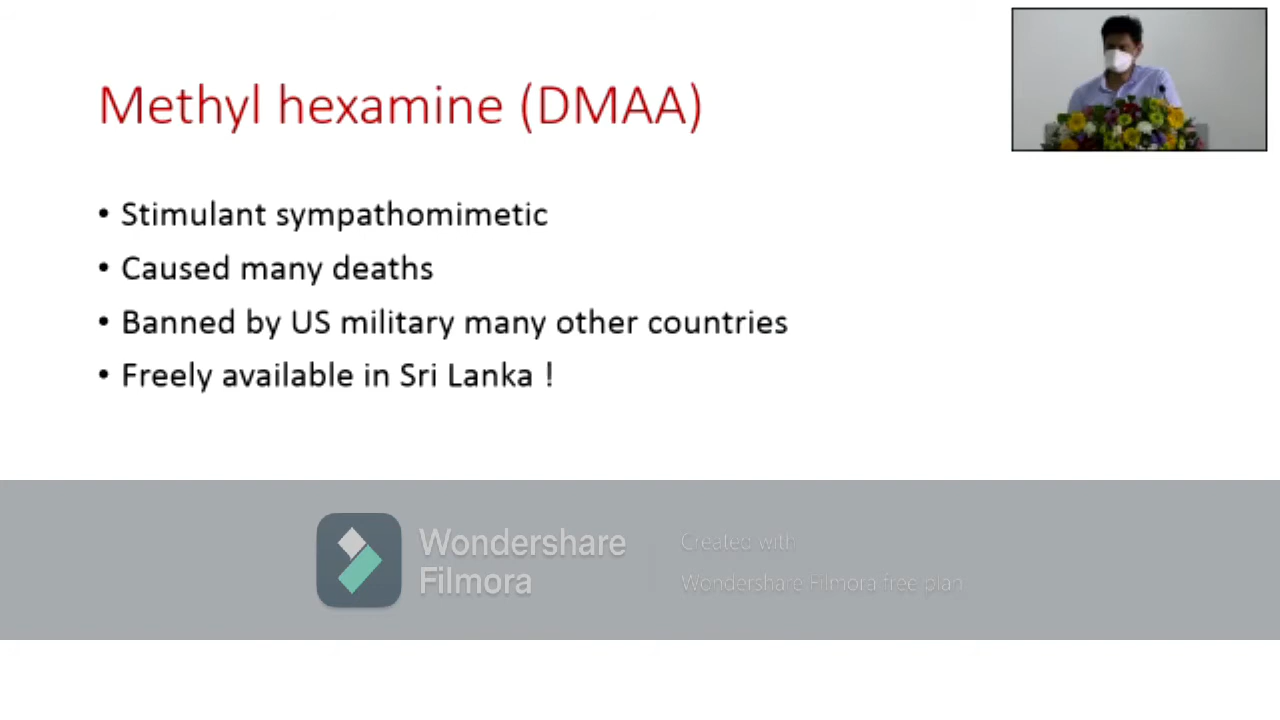 Methyl hexamine (DMAA)
• Stimulant sympathomimetic
• Caused many deaths
• Banned by US military many other countries
• Freely available in Sri Lanka !
Wondershare
Filmora
Created with
Wondershare Filmora free plan